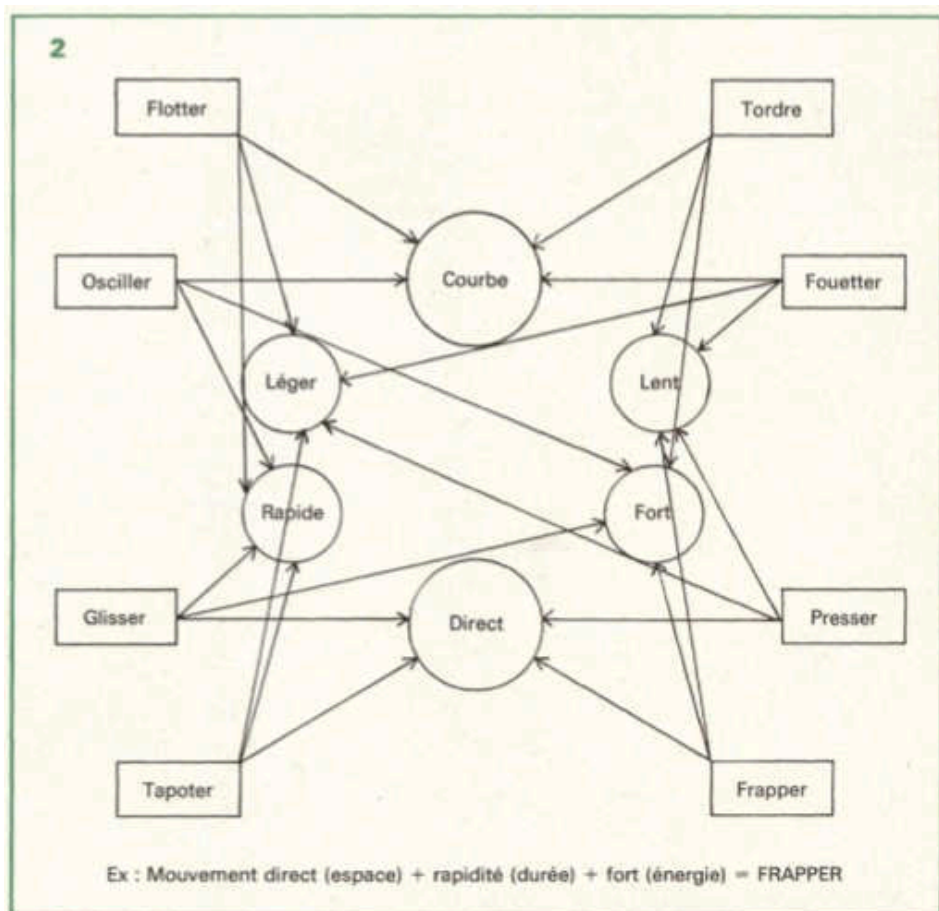 2
Flotter
Tordre
Osciller
Courbe
Fouetter
Léger
Lent
Rapide
Fort
Glisser
Direct
Presser
Tapoter
Frapper
Ex : Mouvement direct (espace) + rapidité (durée) + fort (énergie) = FRAPPER